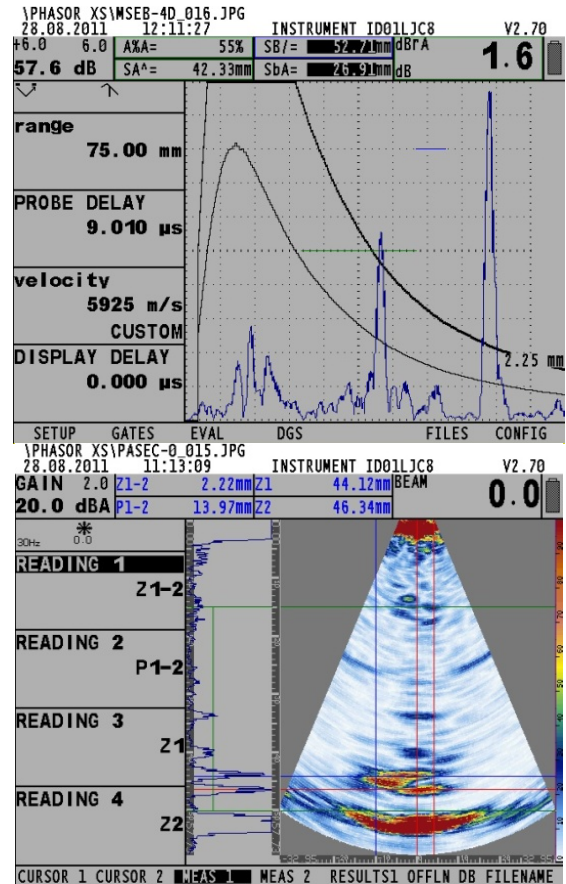 \PHASOR XS\MSEB-4D_016.JPG
28.08.2011 12:11:27 INSTRUMENT ID01LJC8 V2.70
+6.0 6.0 A%A= 55% SB/= 52.71mm dBrA 1.6
57.6 dB SA^= 42.33mm SbA= 26.91mm dB
range
75.00 mm
PROBE DELAY
9.010 µs
velocity
5925 m/s
CUSTOM
DISPLAY DELAY
0.000 µs
2.25 mm
SETUP GATES EVAL DGS FILES CONFIG
\PHASOR XS\PASEC-0_015.JPG
28.08.2011 11:13:09 INSTRUMENT ID01LJC8 V2.70
GAIN 2.0 Z1-2 2.22mm Z1 44.12mm BEAM 0.0
20.0 dBA P1-2 13.97mm Z2 46.34mm
30Hz 0.0
READING 1
Z1-2
READING 2
P1-2
READING 3
Z1
READING 4
Z2
CURSOR 1 CURSOR 2 MEAS 1 MEAS 2 RESULTS1 OFFLN DB FILENAME